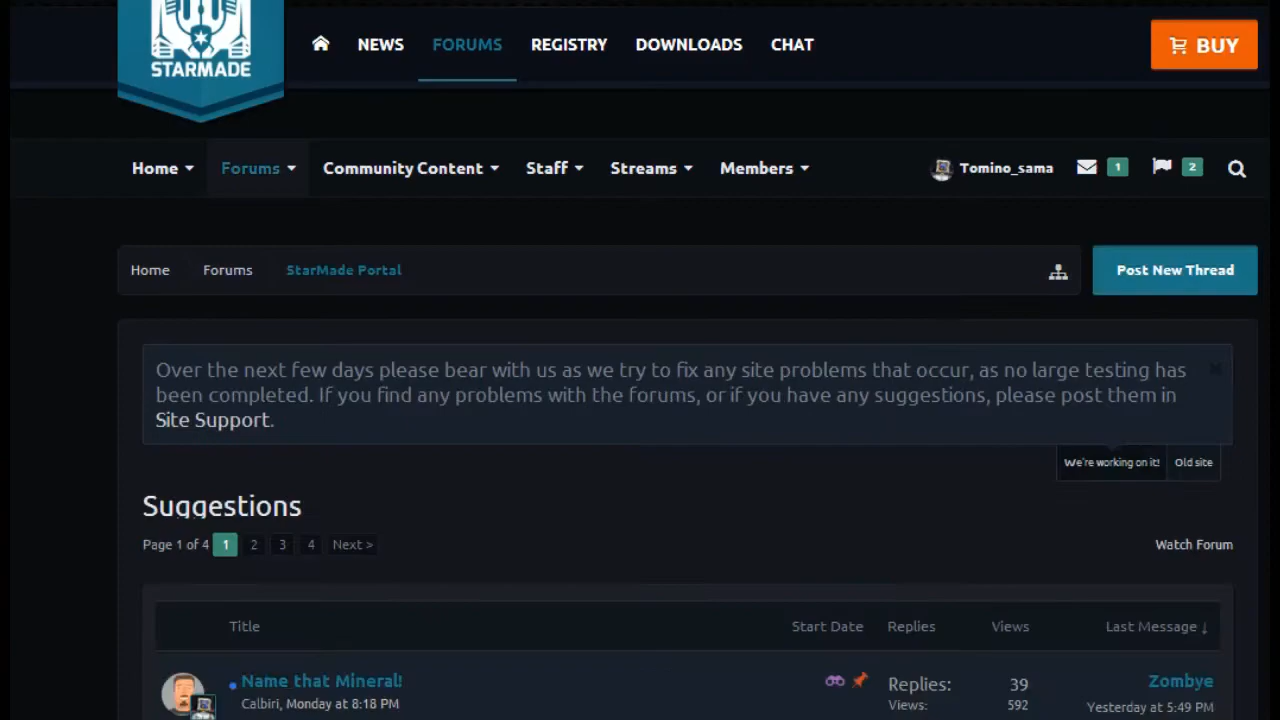 STARMADE
NEWS FORUMS REGISTRY DOWNLOADS CHAT BUY
Home Forums Community Content Staff Streams Members Tomino_sama 1 2
Home Forums StarMade Portal Post New Thread
Over the next few days please bear with us as we try to fix any site problems that occur, as no large testing has
been completed. If you find any problems with the forums, or if you have any suggestions, please post them in
Site Support.
We're working on it! Old site
Suggestions
Page 1 of 4 1 2 3 4 Next > Watch Forum
Title Start Date Replies Views Last Message ↓
Name that Mineral! Replies: 39 Zombye
Calbiri, Monday at 8:18 PM Views: 592 Yesterday at 5:49 PM